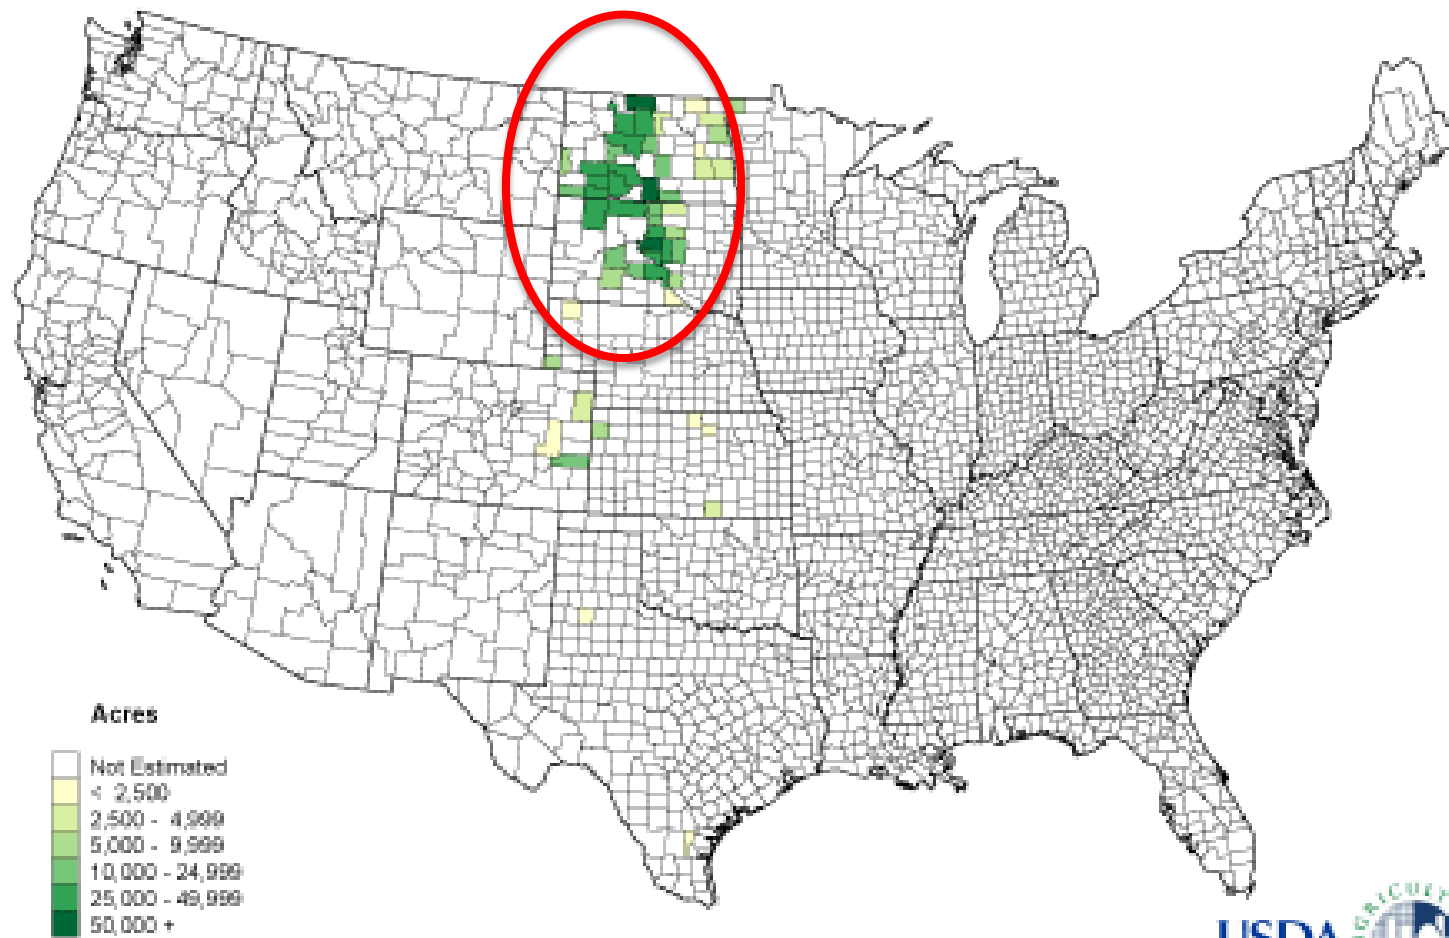 Acres
Not Estimated
< 2,500
2,500 - 4,999
5,000 - 9,999
10,000 - 24,999
25,000 - 49,999
50,000 +
USDA